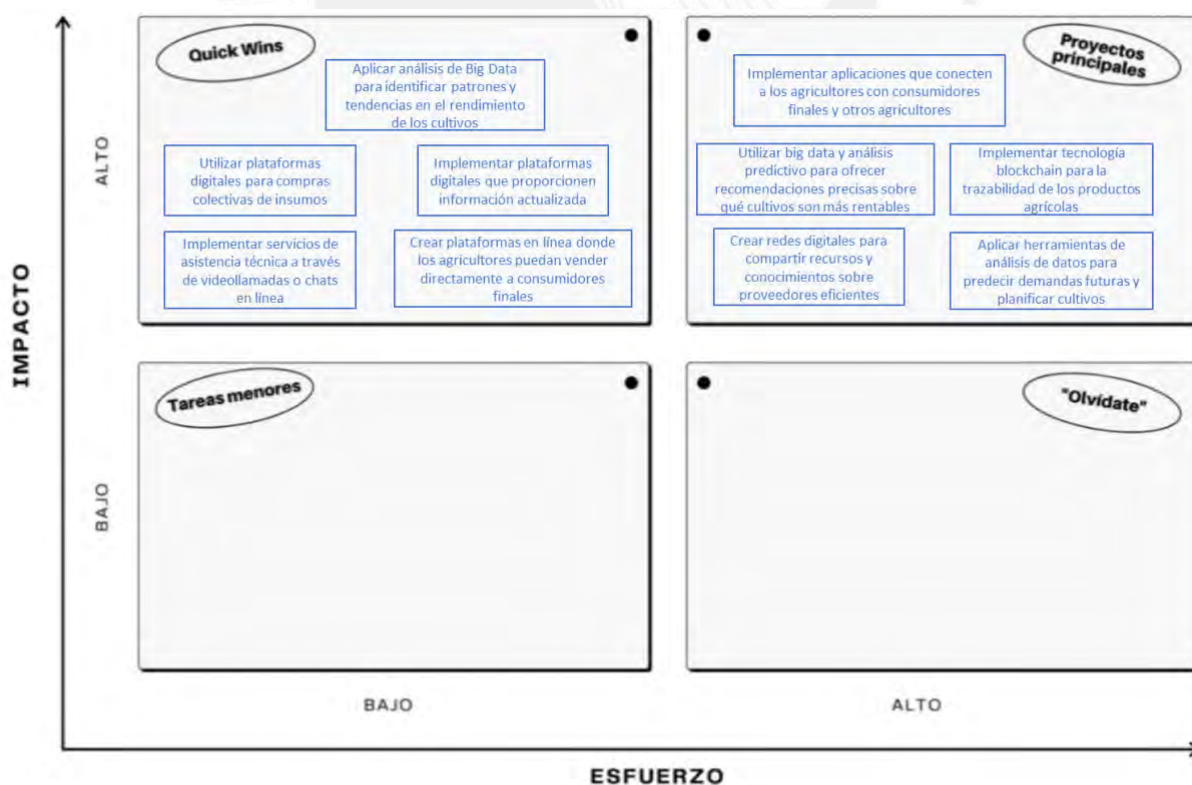 Quick Wins
Aplicar análisis de Big Data
para identificar patrones y
tendencias en el rendimiento
de los cultivos
Utilizar plataformas
digitales para compras
colectivas de insumos
Implementar plataformas
digitales que proporcionen
información actualizada
Implementar servicios de
asistencia técnica a través
de videollamadas o chats
en línea
Crear plataformas en línea donde
los agricultores puedan vender
directamente a consumidores
finales
Proyectos
principales
Implementar aplicaciones que conecten
a los agricultores con consumidores
finales y otros agricultores
Utilizar big data y análisis
predictivo para ofrecer
recomendaciones precisas sobre
qué cultivos son más rentables
Implementar tecnología
blockchain para la
trazabilidad de los productos
agrícolas
Crear redes digitales para
compartir recursos y
conocimientos sobre
proveedores eficientes
Aplicar herramientas de
análisis de datos para
predecir demandas futuras y
planificar cultivos
ALTO
IMPACTO
BAJO
Tareas menores
"Olvídate"
BAJO
ALTO
ESFUERZO